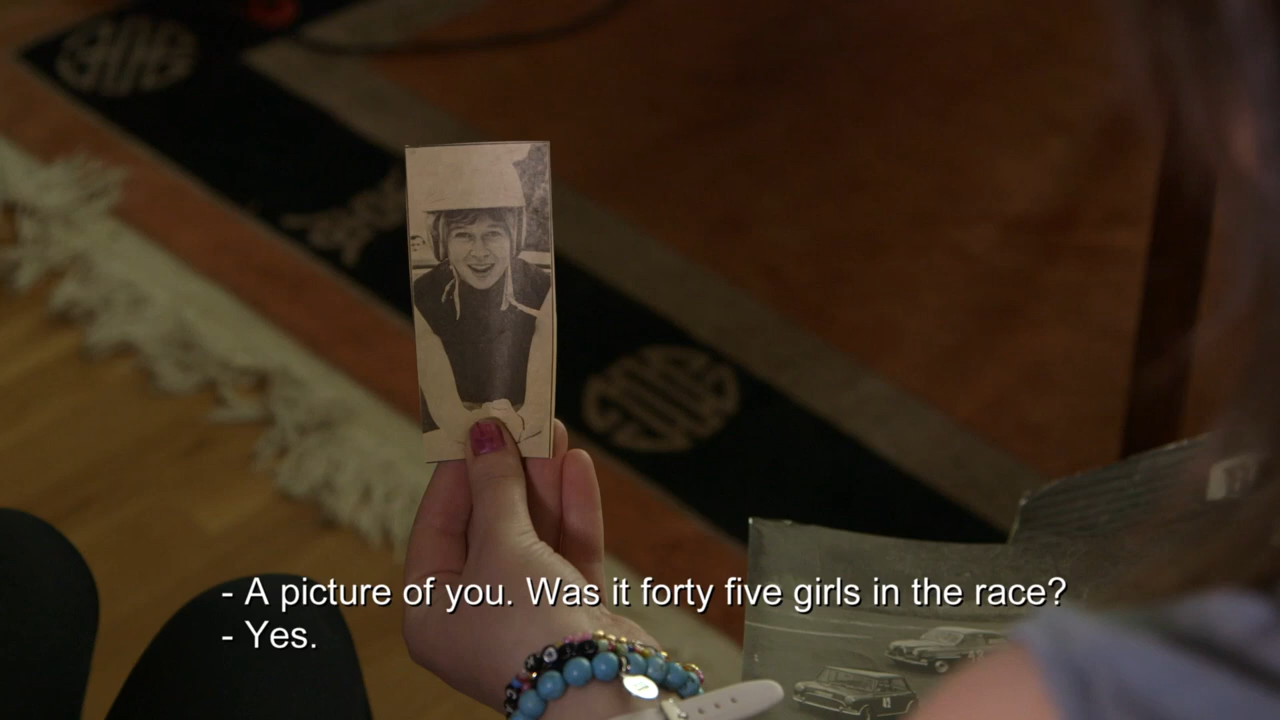 - A picture of you. Was it forty five girls in the race?
- Yes.